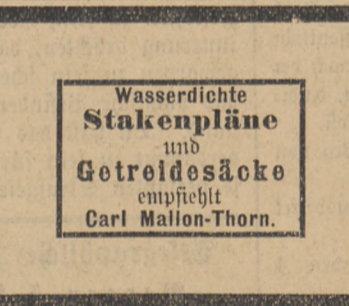 Wasserdichte
Stakenpläne
und
Getreidesäcke
empfiehlt
Carl Mallon-Thorn.